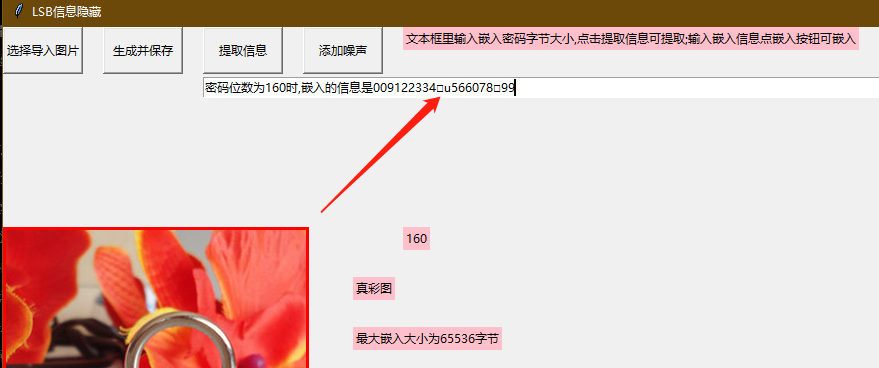 LSB信息隐藏
选择导入图片 生成并保存 提取信息 添加噪声 文本框里输入嵌入密码字节大小,点击提取信息可提取;输入嵌入信息点嵌入按钮可嵌入
密码位数为160时,嵌入的信息是009122334□u566078□99
160
真彩图
最大嵌入大小为65536字节